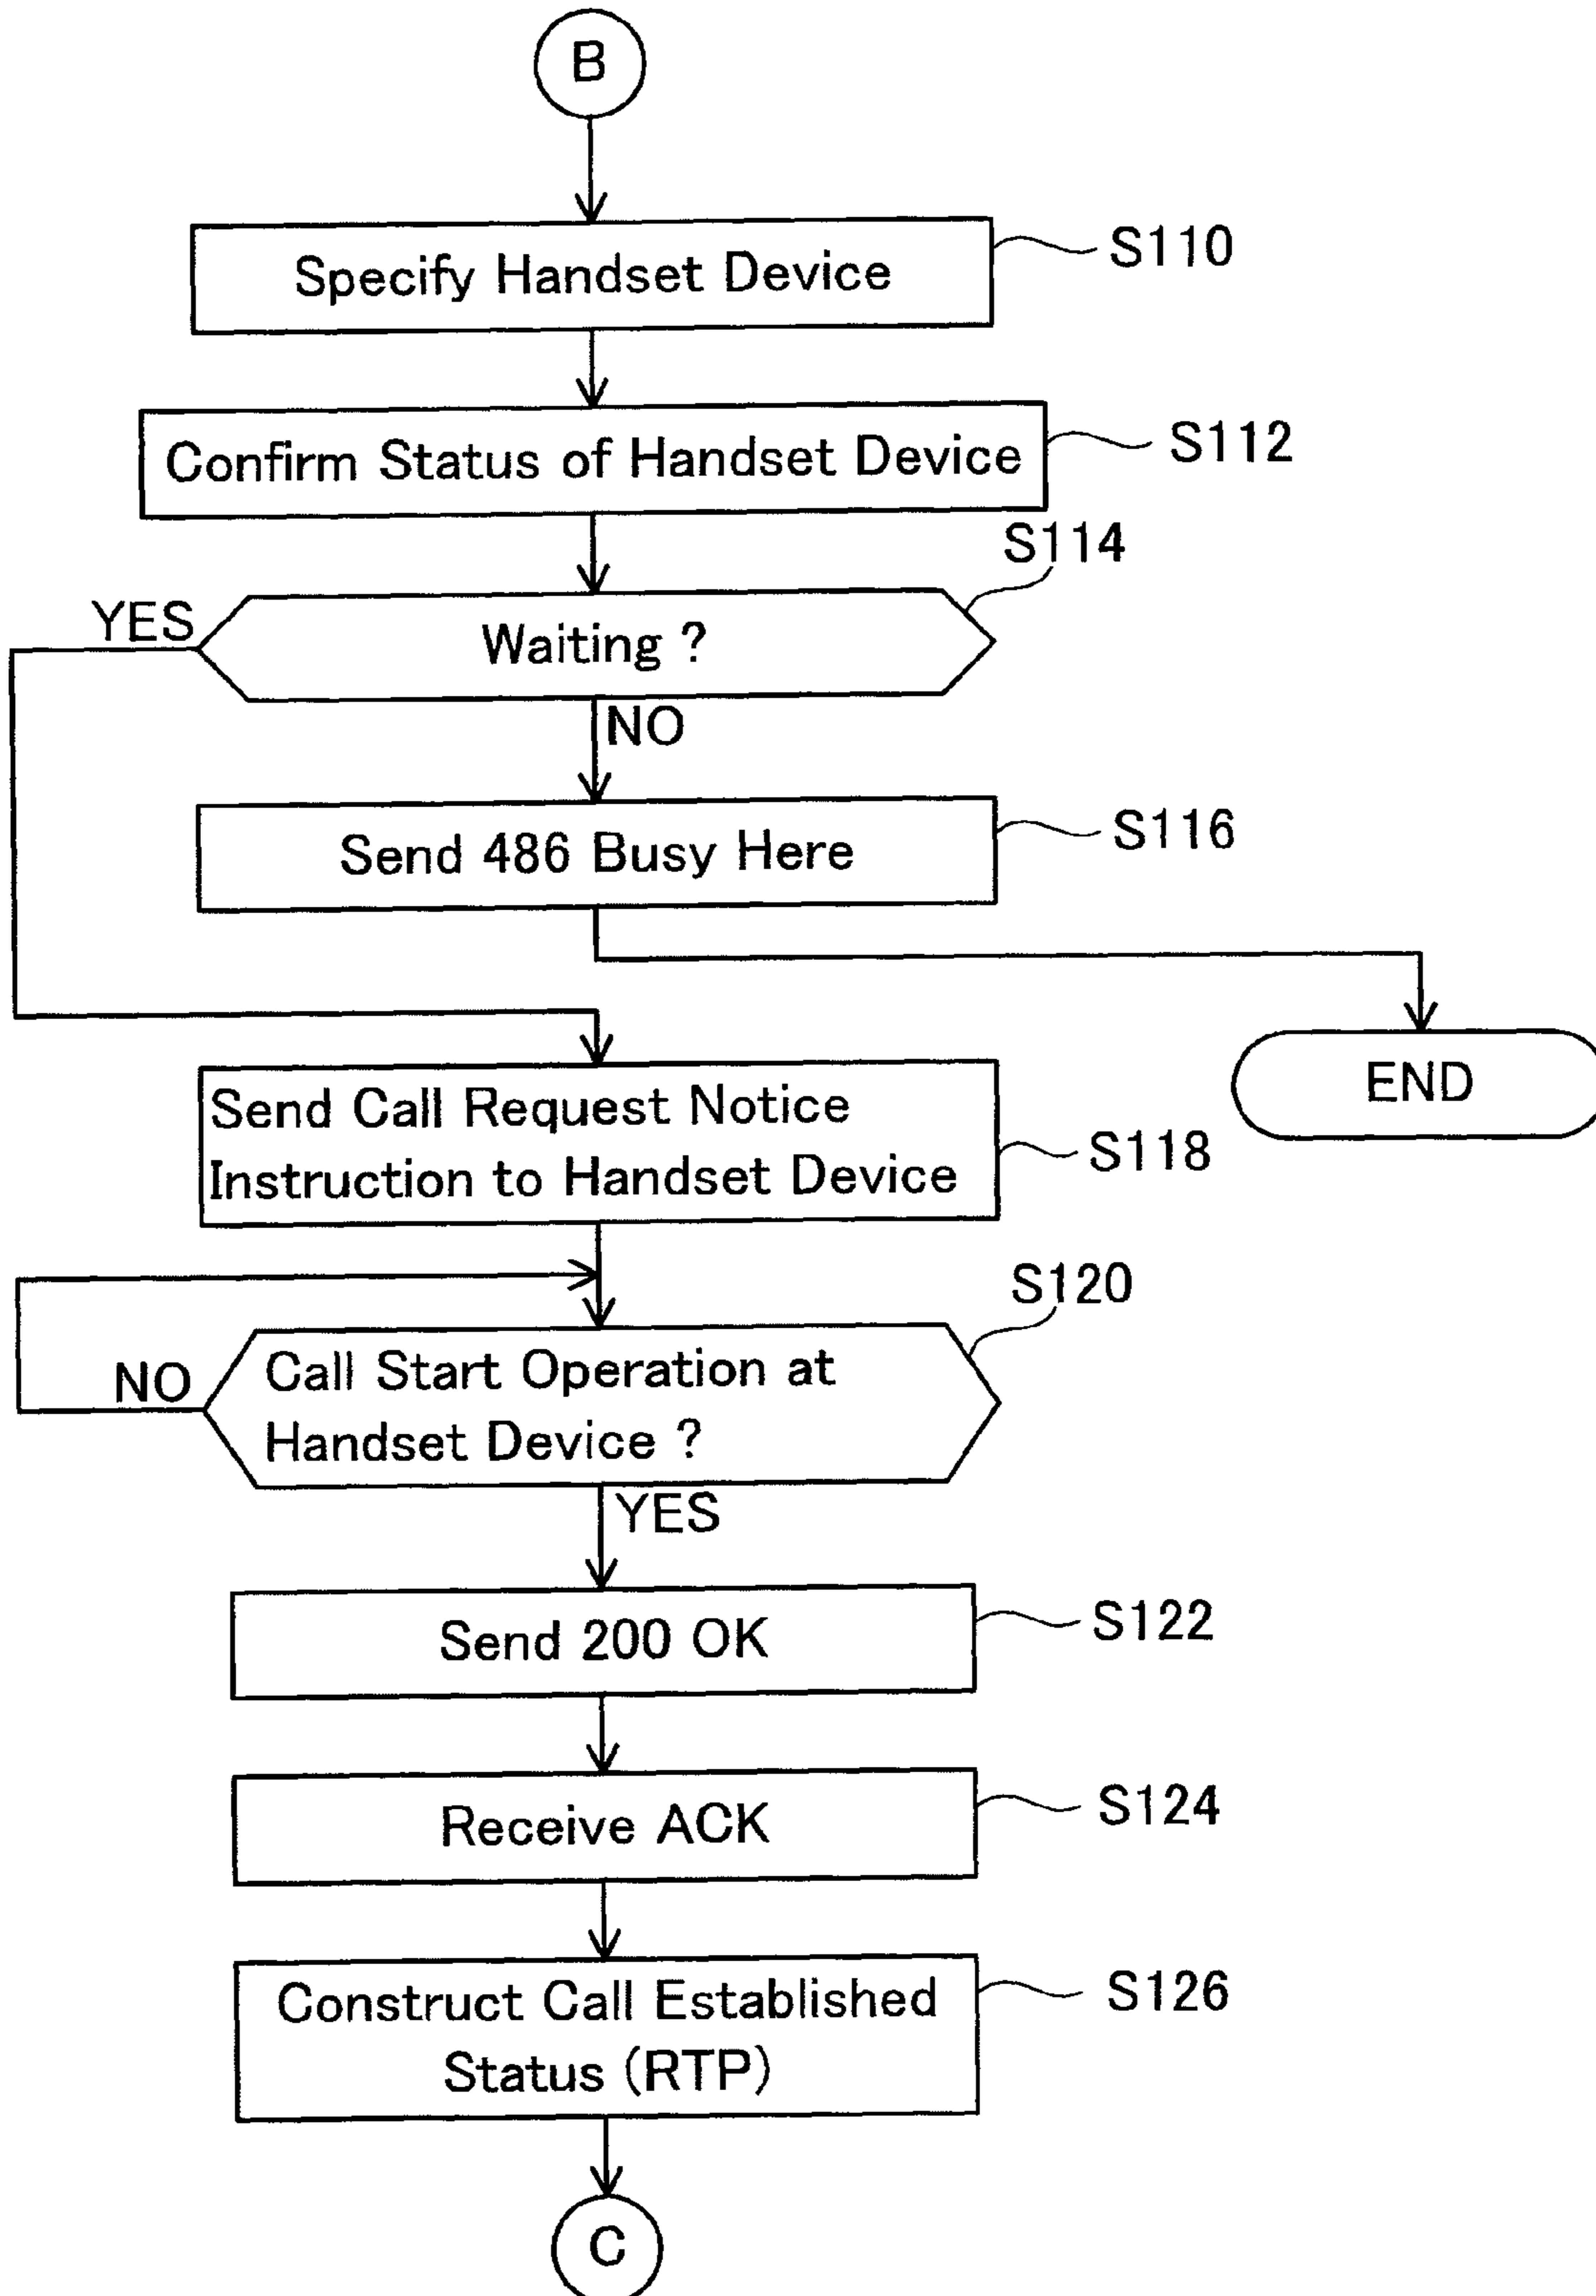 B
Specify Handset Device
S110
Confirm Status of Handset Device
S112
S114
YES
Waiting ?
NO
Send 486 Busy Here
S116
END
Send Call Request Notice
Instruction to Handset Device
S118
S120
NO
Call Start Operation at
Handset Device ?
YES
Send 200 OK
S122
Receive ACK
S124
Construct Call Established
Status (RTP)
S126
C